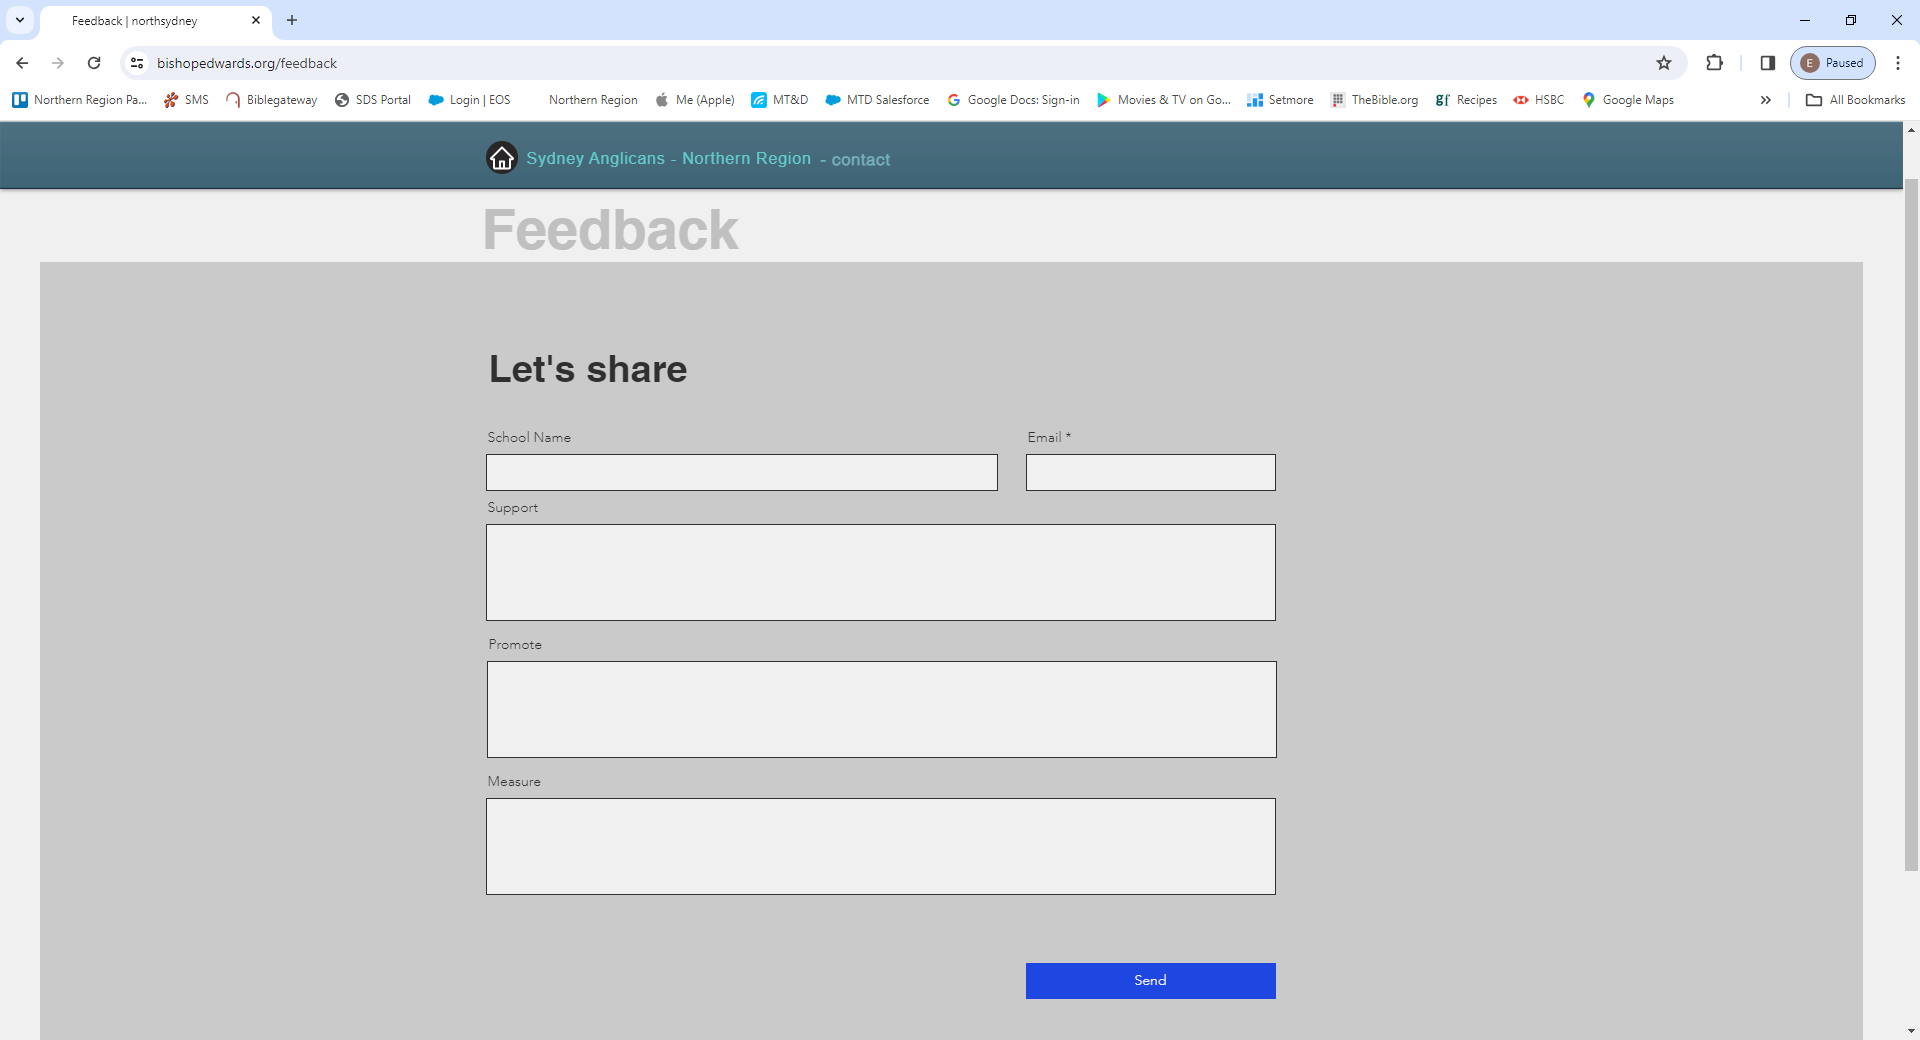 Feedback | northsydney
bishopedwards.org/feedback
E Paused
Northern Region Pa... SMS Biblegateway SDS Portal Login | EOS Northern Region Me (Apple) MT&D MTD Salesforce Google Docs: Sign-in Movies & TV on Go... Setmore TheBible.org gf Recipes HSBC Google Maps » All Bookmarks
Sydney Anglicans - Northern Region - contact
Feedback
Let's share
School Name Email *
Support
Promote
Measure
Send